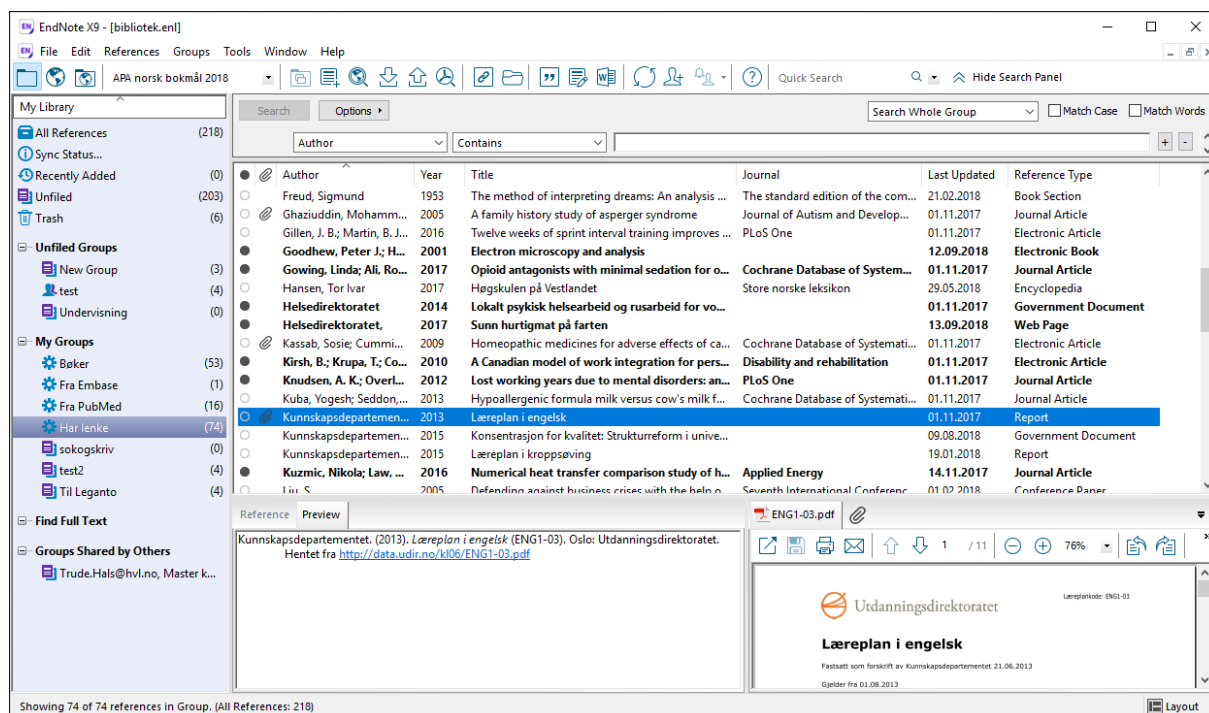 EndNote X9 - [bibliotek.enl]
File Edit References Groups Tools Window Help
APA norsk bokmål 2018 Quick Search Hide Search Panel
My Library
All References (218)
Sync Status...
Recently Added (0)
Unfiled (203)
Trash (6)
Unfiled Groups
New Group (3)
test (4)
Undervisning (0)
My Groups
Bøker (53)
Fra Embase (1)
Fra PubMed (16)
Har lenke (74)
sokogskriv (0)
test2 (4)
Til Leganto (4)
Find Full Text
Groups Shared by Others
Trude.Hals@hvl.no, Master k...
Search Options Search Whole Group Match Case Match Words
Author Contains + -
Author Year Title Journal Last Updated Reference Type
Freud, Sigmund 1953 The method of interpreting dreams: An analysis ... The standard edition of the com... 21.02.2018 Book Section
Ghaziuddin, Mohamm... 2005 A family history study of asperger syndrome Journal of Autism and Develop... 01.11.2017 Journal Article
Gillen, J. B.; Martin, B. J... 2016 Twelve weeks of sprint interval training improves ... PLoS One 01.11.2017 Electronic Article
Goodhew, Peter J.; H... 2001 Electron microscopy and analysis 12.09.2018 Electronic Book
Gowing, Linda; Ali, Ro... 2017 Opioid antagonists with minimal sedation for o... Cochrane Database of System... 01.11.2017 Journal Article
Hansen, Tor Ivar 2017 Høgskulen på Vestlandet Store norske leksikon 29.05.2018 Encyclopedia
Helsedirektoratet 2014 Lokalt psykisk helsearbeid og rusarbeid for vo... 01.11.2017 Government Document
Helsedirektoratet, 2017 Sunn hurtigmat på farten 13.09.2018 Web Page
Kassab, Sosie; Cummi... 2009 Homeopathic medicines for adverse effects of ca... Cochrane Database of Systemati... 01.11.2017 Electronic Article
Kirsh, B.; Krupa, T.; Co... 2010 A Canadian model of work integration for pers... Disability and rehabilitation 01.11.2017 Electronic Article
Knudsen, A. K.; Overl... 2012 Lost working years due to mental disorders: an... PLoS One 01.11.2017 Electronic Article
Kuba, Yogesh; Seddon,... 2013 Hypoallergenic formula milk versus cow's milk f... Cochrane Database of Systemati... 01.11.2017 Journal Article
Kunnskapsdepartemen... 2013 Læreplan i engelsk 01.11.2017 Report
Kunnskapsdepartemen... 2015 Konsentrasjon for kvalitet: Strukturreform i unive... 09.08.2018 Government Document
Kunnskapsdepartemen... 2015 Læreplan i kroppsøving 19.01.2018 Report
Kuzmic, Nikola; Law, ... 2016 Numerical heat transfer comparison study of h... Applied Energy 14.11.2017 Journal Article
Liu, S. 2005 Defending against business crises with the help o... Seventh International Conferenc... 01.02.2018 Conference Paper
Reference Preview
Kunnskapsdepartementet. (2013). Læreplan i engelsk (ENG1-03). Oslo: Utdanningsdirektoratet.
Hentet fra http://data.udir.no/kl06/ENG1-03.pdf
ENG1-03.pdf
1 / 11 76%
Utdanningsdirektoratet Læreplankode: ENG1-03
Læreplan i engelsk
Fastsatt som forskrift av Kunnskapsdepartementet 21.06.2013
Gjelder fra 01.08.2013
Showing 74 of 74 references in Group. (All References: 218) Layout